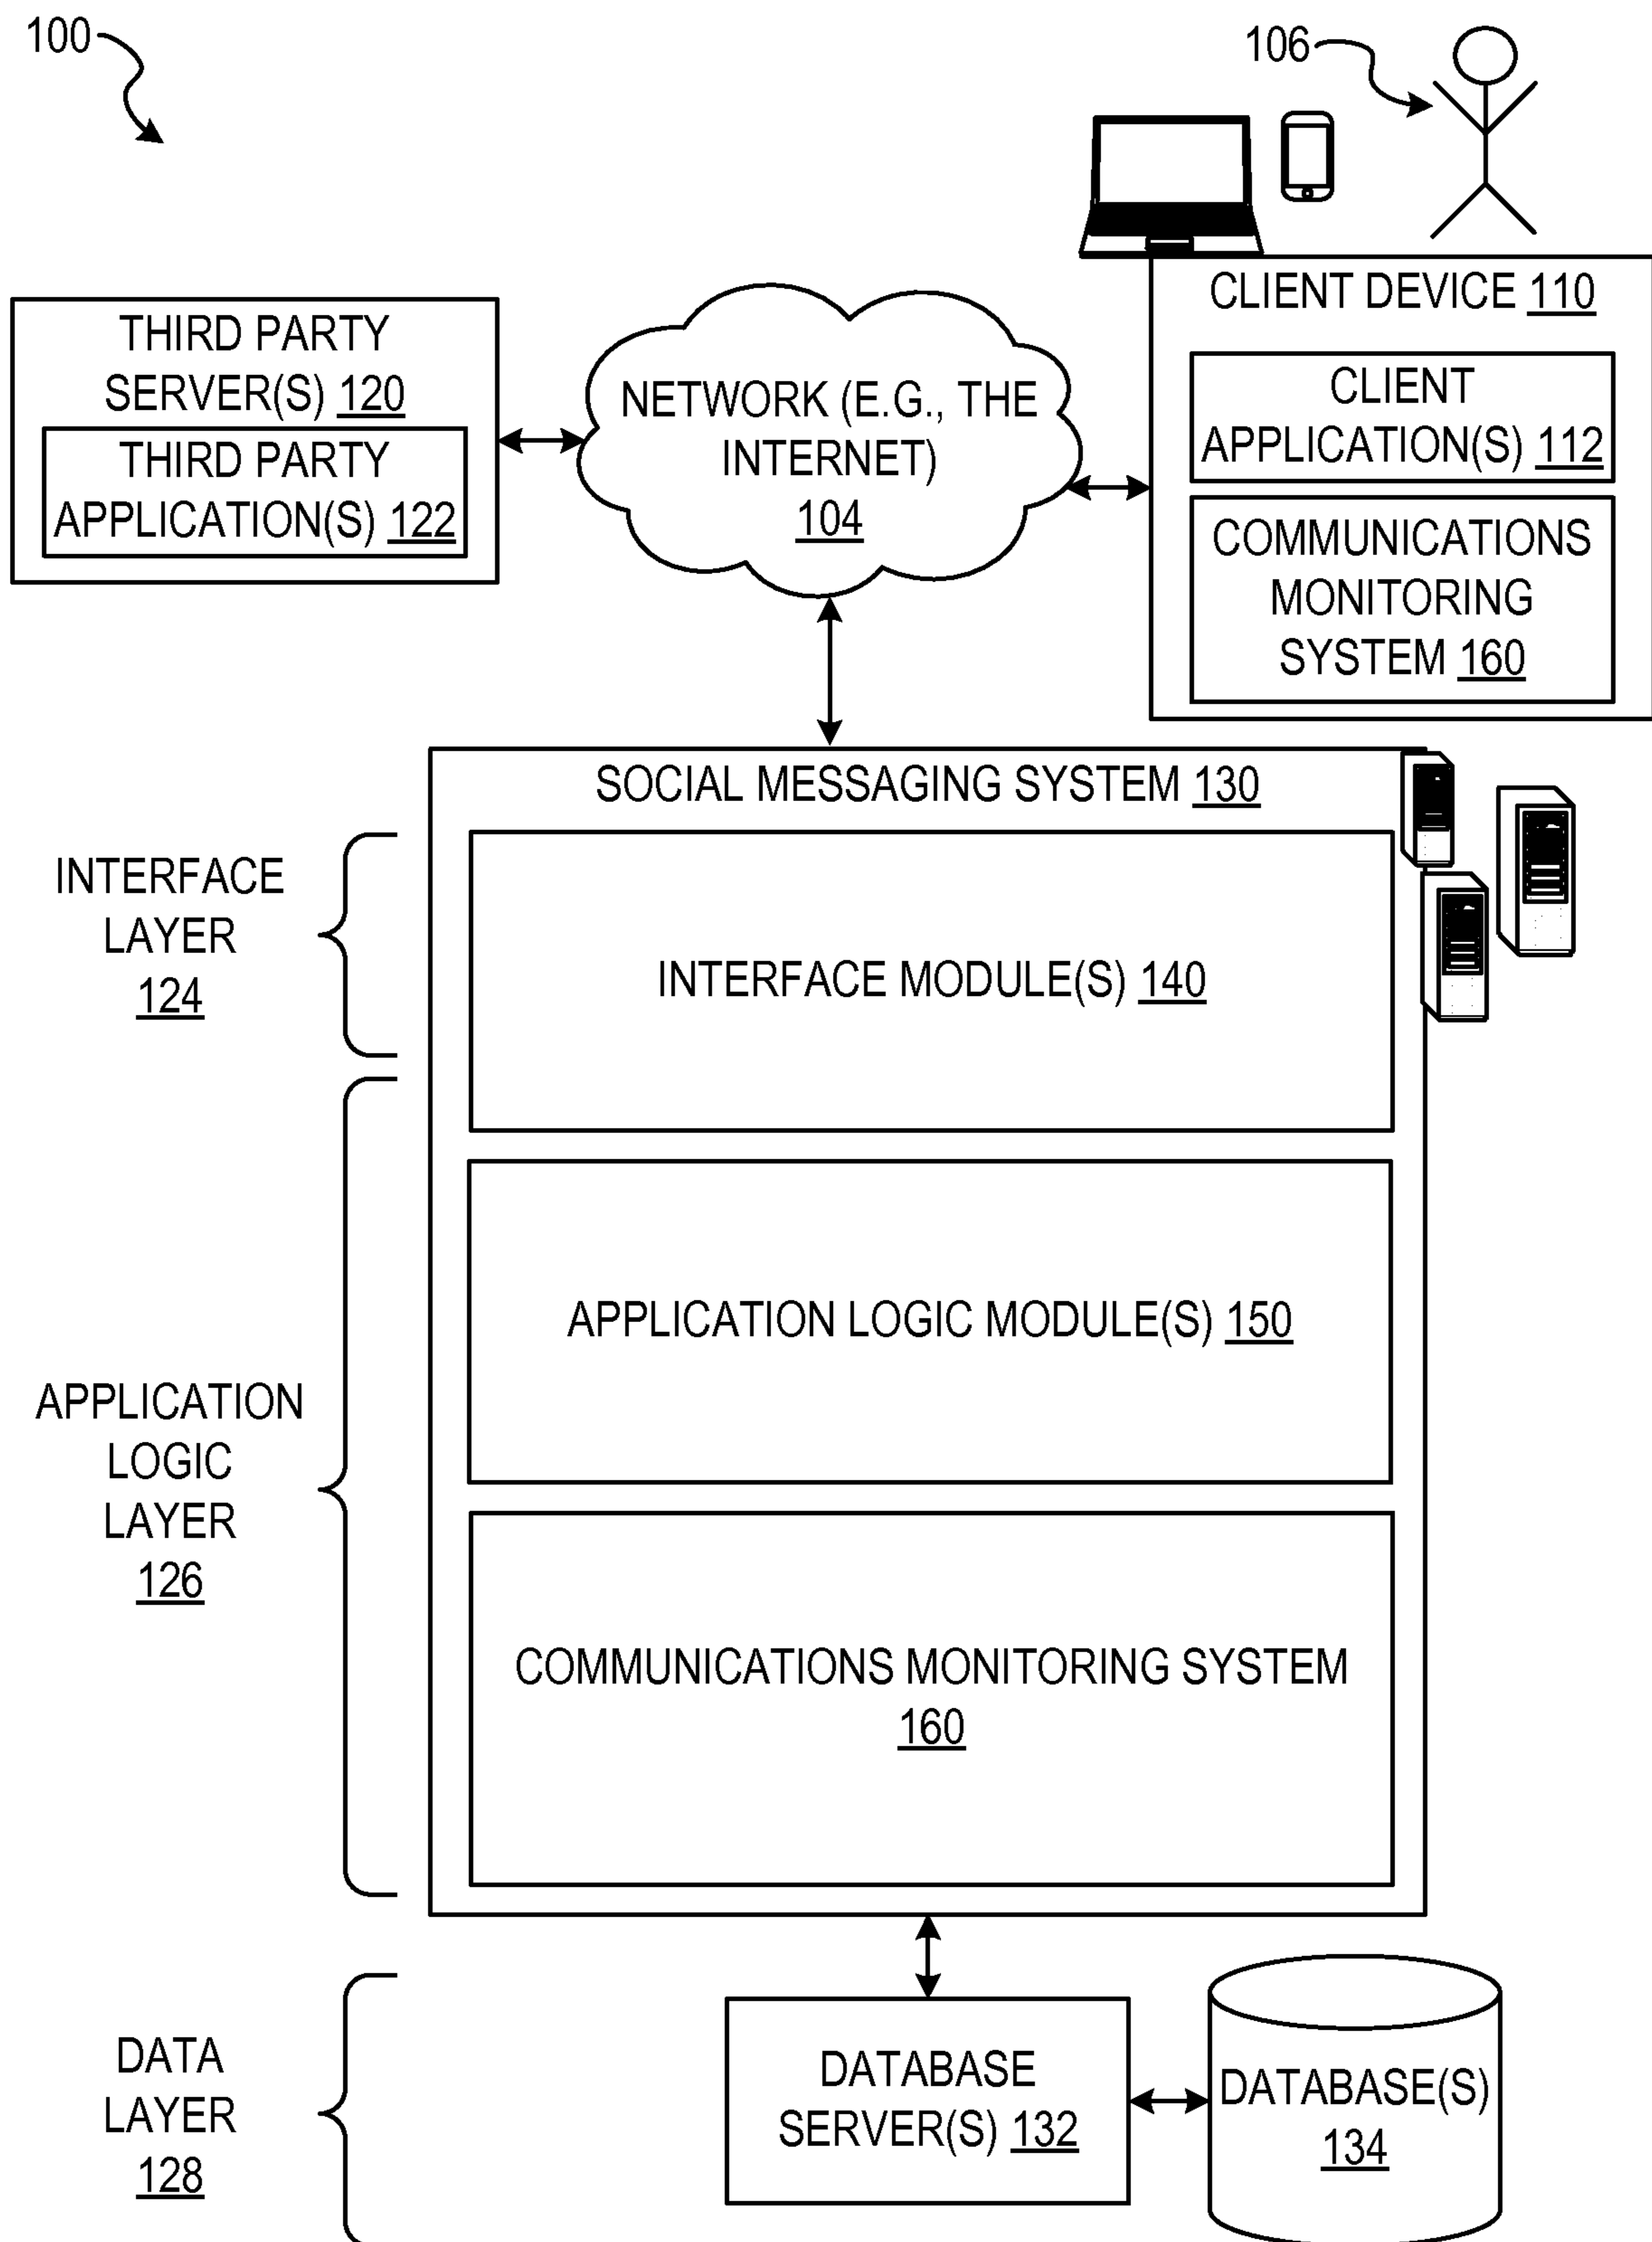 100
106
CLIENT DEVICE 110
CLIENT
APPLICATION(S) 112
COMMUNICATIONS
MONITORING
SYSTEM 160
THIRD PARTY
SERVER(S) 120
THIRD PARTY
APPLICATION(S) 122
NETWORK (E.G., THE
INTERNET)
104
SOCIAL MESSAGING SYSTEM 130
INTERFACE
LAYER
124
INTERFACE MODULE(S) 140
APPLICATION LOGIC MODULE(S) 150
APPLICATION
LOGIC
LAYER
126
COMMUNICATIONS MONITORING SYSTEM
160
DATA
LAYER
128
DATABASE
SERVER(S) 132
DATABASE(S)
134